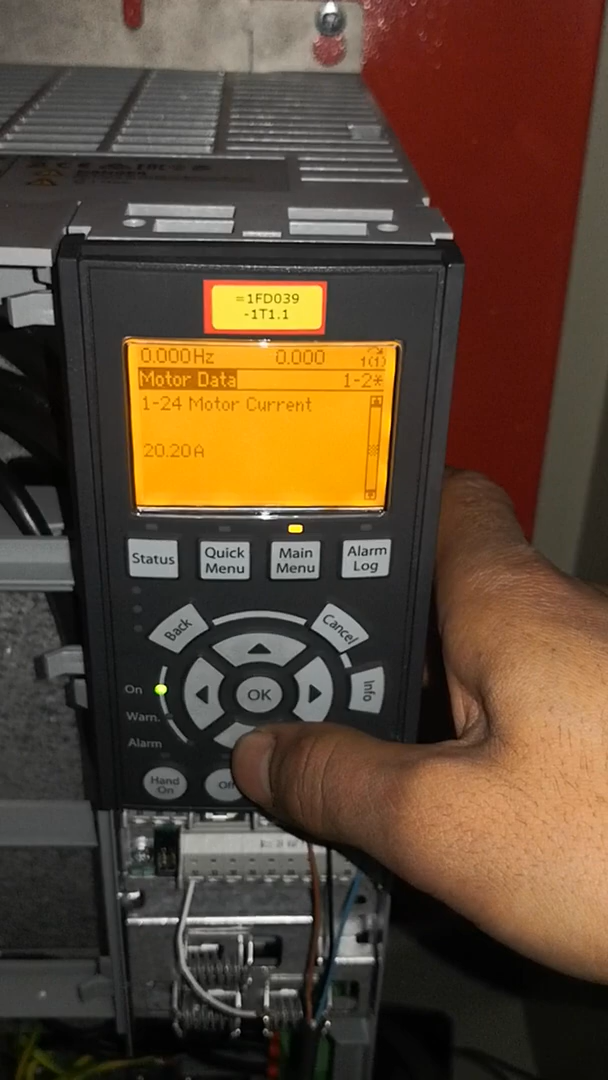 =1FD039
-1T1.1
0.000Hz 0.000 1(1)
Motor Data 1-2*
1-24 Motor Current
20.20A
Status
Quick Menu
Main Menu
Alarm Log
Back
Cancel
On
OK
Info
Warn.
Alarm
Hand On
Off